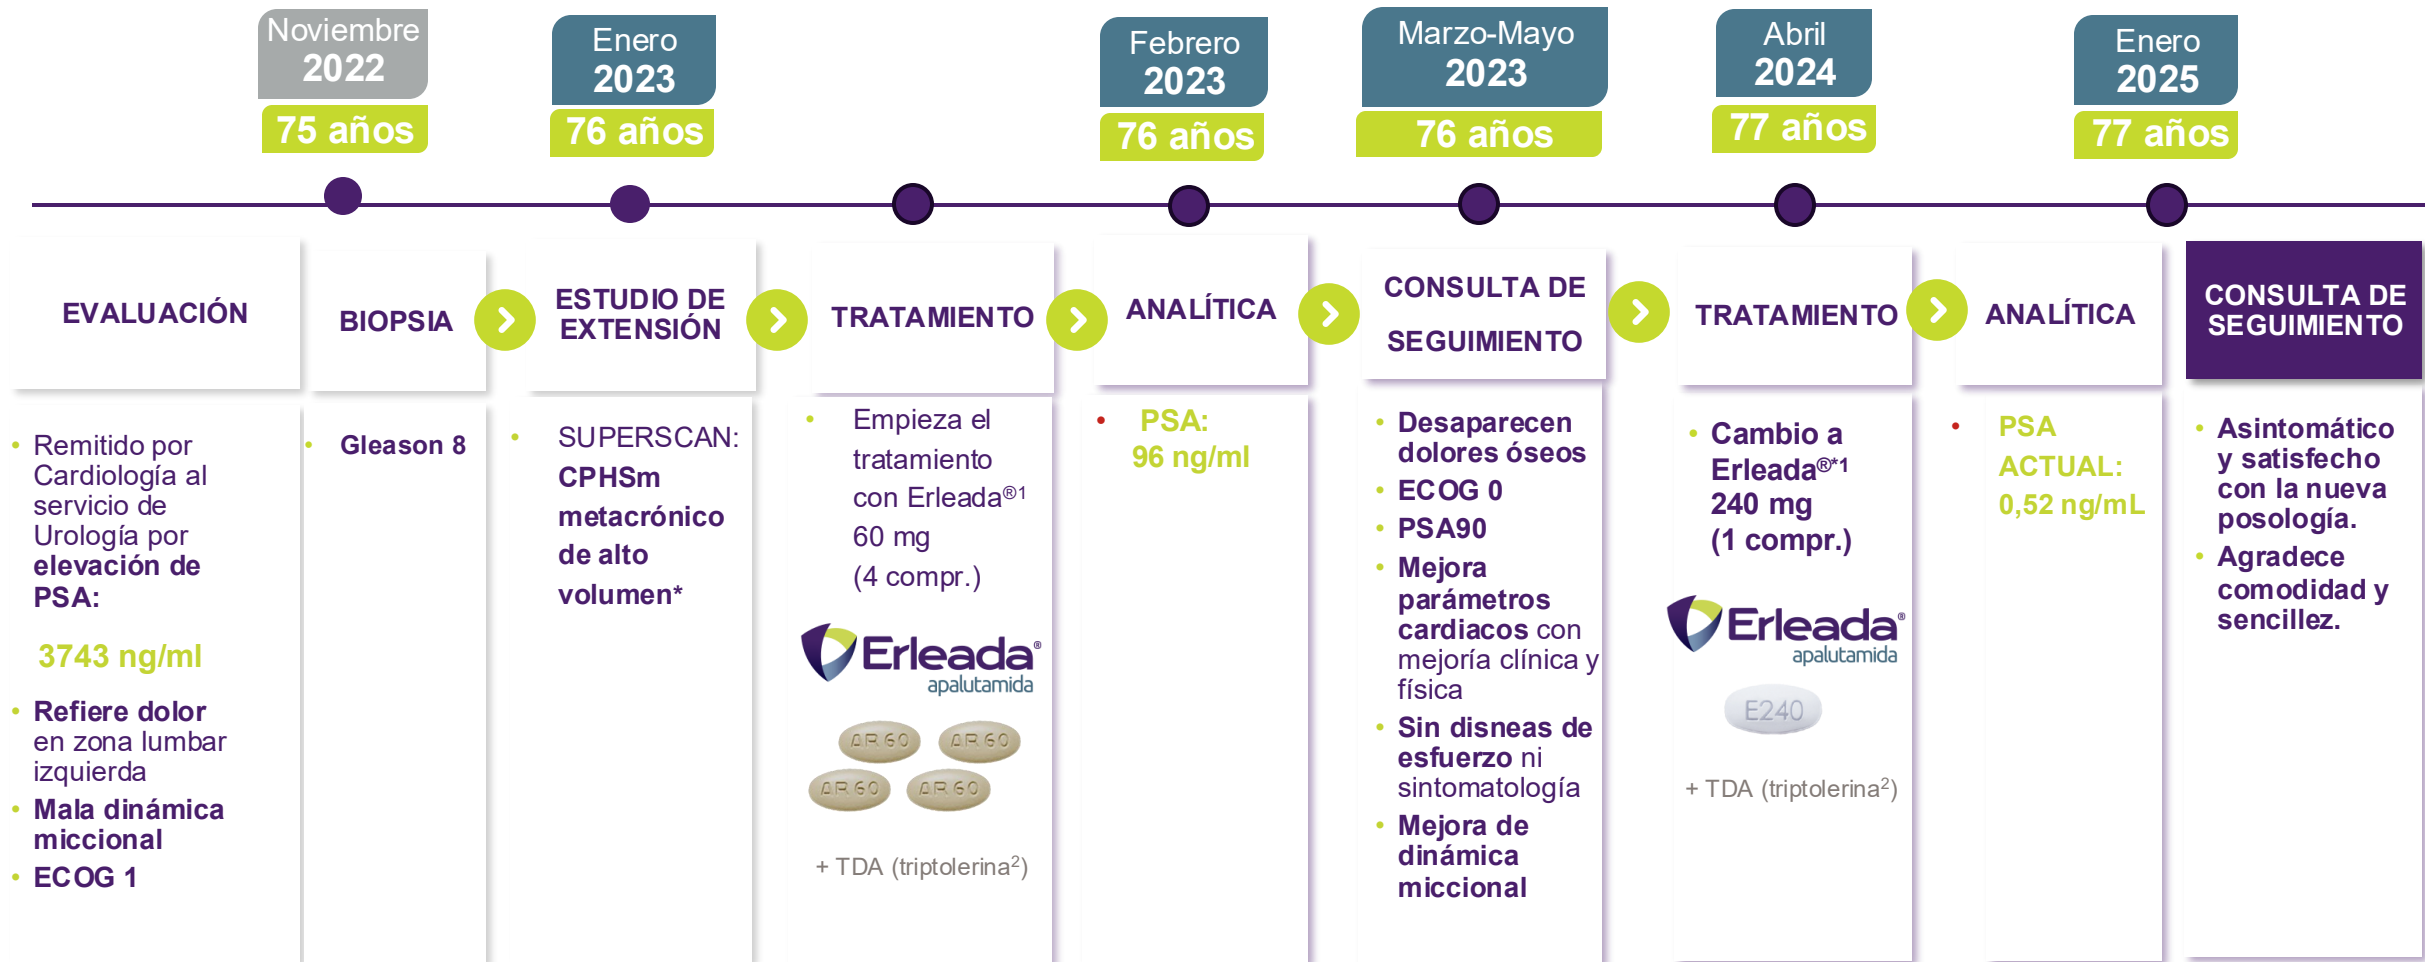 Noviembre
2022
75 años
Enero
2023
76 años
Febrero
2023
76 años
Marzo-Mayo
2023
76 años
Abril
2024
77 años
Enero
2025
77 años
EVALUACIÓN
• Remitido por
Cardiología al
servicio de
Urología por
elevación de
PSA:
3743 ng/ml
• Refiere dolor
en zona lumbar
izquierda
• Mala dinámica
miccional
• ECOG 1
BIOPSIA
• Gleason 8
ESTUDIO DE
EXTENSIÓN
• SUPERSCAN:
CPHSm
metacrónico
de alto
volumen*
TRATAMIENTO
• Empieza el
tratamiento
con Erleada®1
60 mg
(4 compr.)
Erleada®
apalutamida
AR 60
AR 60
AR 60
AR 60
+ TDA (triptolerina2)
ANALÍTICA
• PSA:
96 ng/ml
CONSULTA DE
SEGUIMIENTO
• Desaparecen
dolores óseos
• ECOG 0
• PSA90
• Mejora
parámetros
cardiacos con
mejoría clínica y
física
• Sin disneas de
esfuerzo ni
sintomatología
• Mejora de
dinámica
miccional
TRATAMIENTO
• Cambio a
Erleada®*1
240 mg
(1 compr.)
Erleada®
apalutamida
E240
+ TDA (triptolerina2)
ANALÍTICA
• PSA
ACTUAL:
0,52 ng/mL
CONSULTA DE
SEGUIMIENTO
• Asintomático
y satisfecho
con la nueva
posología.
• Agradece
comodidad y
sencillez.